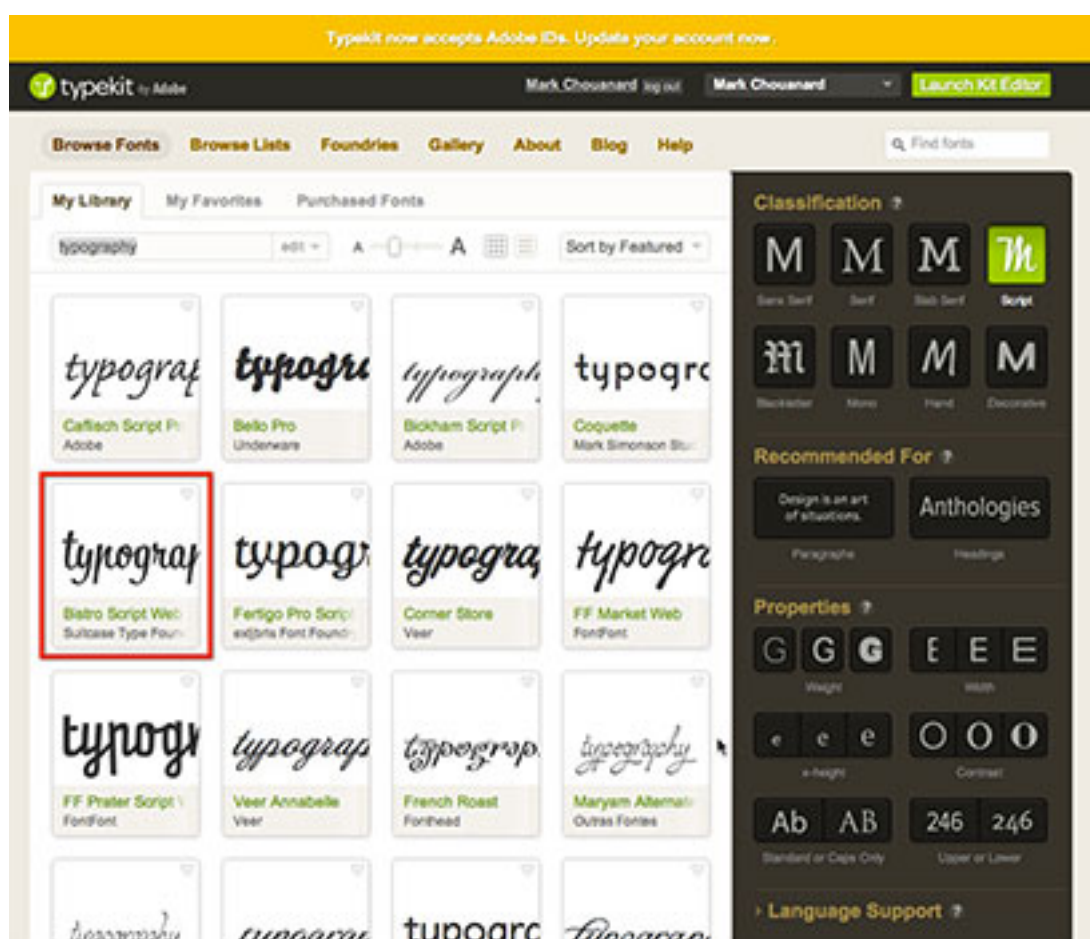 Typekit now accepts Adobe IDs. Update your account now.
typekit by Adobe
Mark Chouanard log out
Mark Chouanard
Launch Kit Editor
Browse Fonts Browse Lists Foundries Gallery About Blog Help
Find fonts
My Library My Favorites Purchased Fonts
typography edit A A Sort by Featured
typograp typogra typography typogra
Caflisch Script P Bello Pro Bickham Script P Coquette
Adobe Underware Adobe Mark Simonson Stu
typograp typogr typogra typogra
Bistro Script Web Fertigo Pro Script Corner Store FF Market Web
Suitcase Type Foun exljbris Font Foundr Veer FontFont
typogr typograp typograp typography
FF Prater Script Veer Annabelle French Roast Maryam Alternat
FontFont Veer Fonthead Outras Fontes
typography typograp typogra typograp
Classification ?
M M M M
Sans Serif Serif Slab Serif Script
M M M M
Blackletter Mono Hand Decorative
Recommended For ?
Design is an art
of situations.
Anthologies
Paragraphs Headings
Properties ?
G G G E E E
Weight Width
e e e O O O
x-height Contrast
Ab AB 246 246
Standard or Caps Only Upper or Lower
Language Support ?